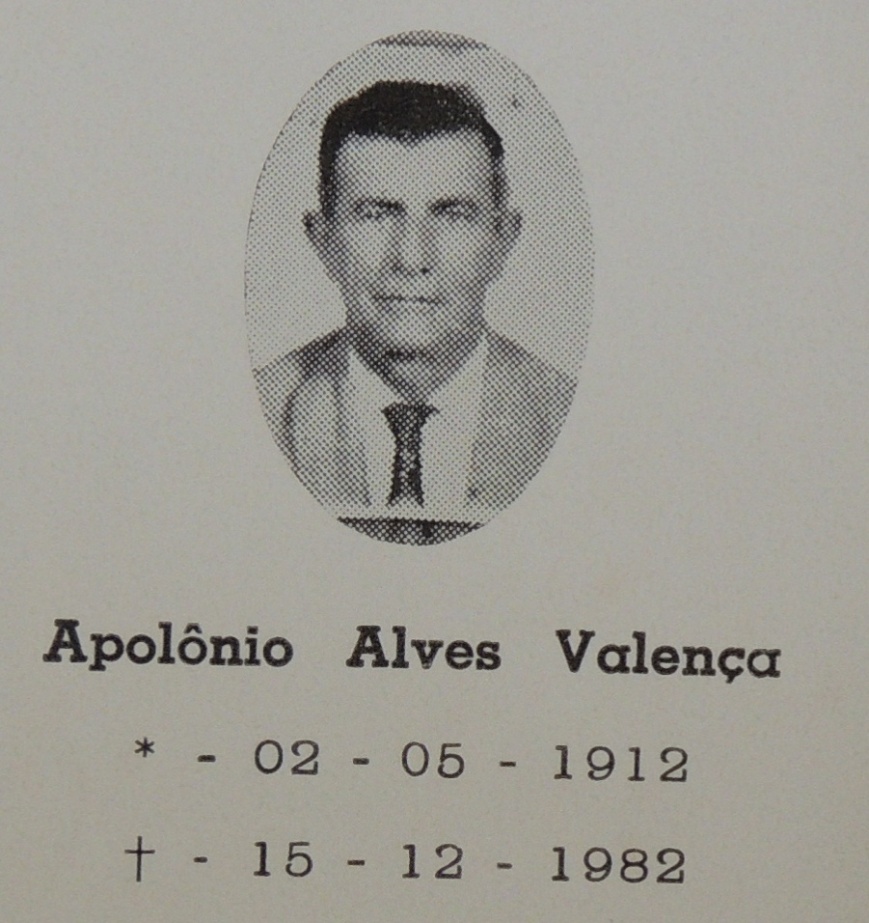 Apolônio Alves Valença
* - 02 - 05 - 1912
† - 15 - 12 - 1982